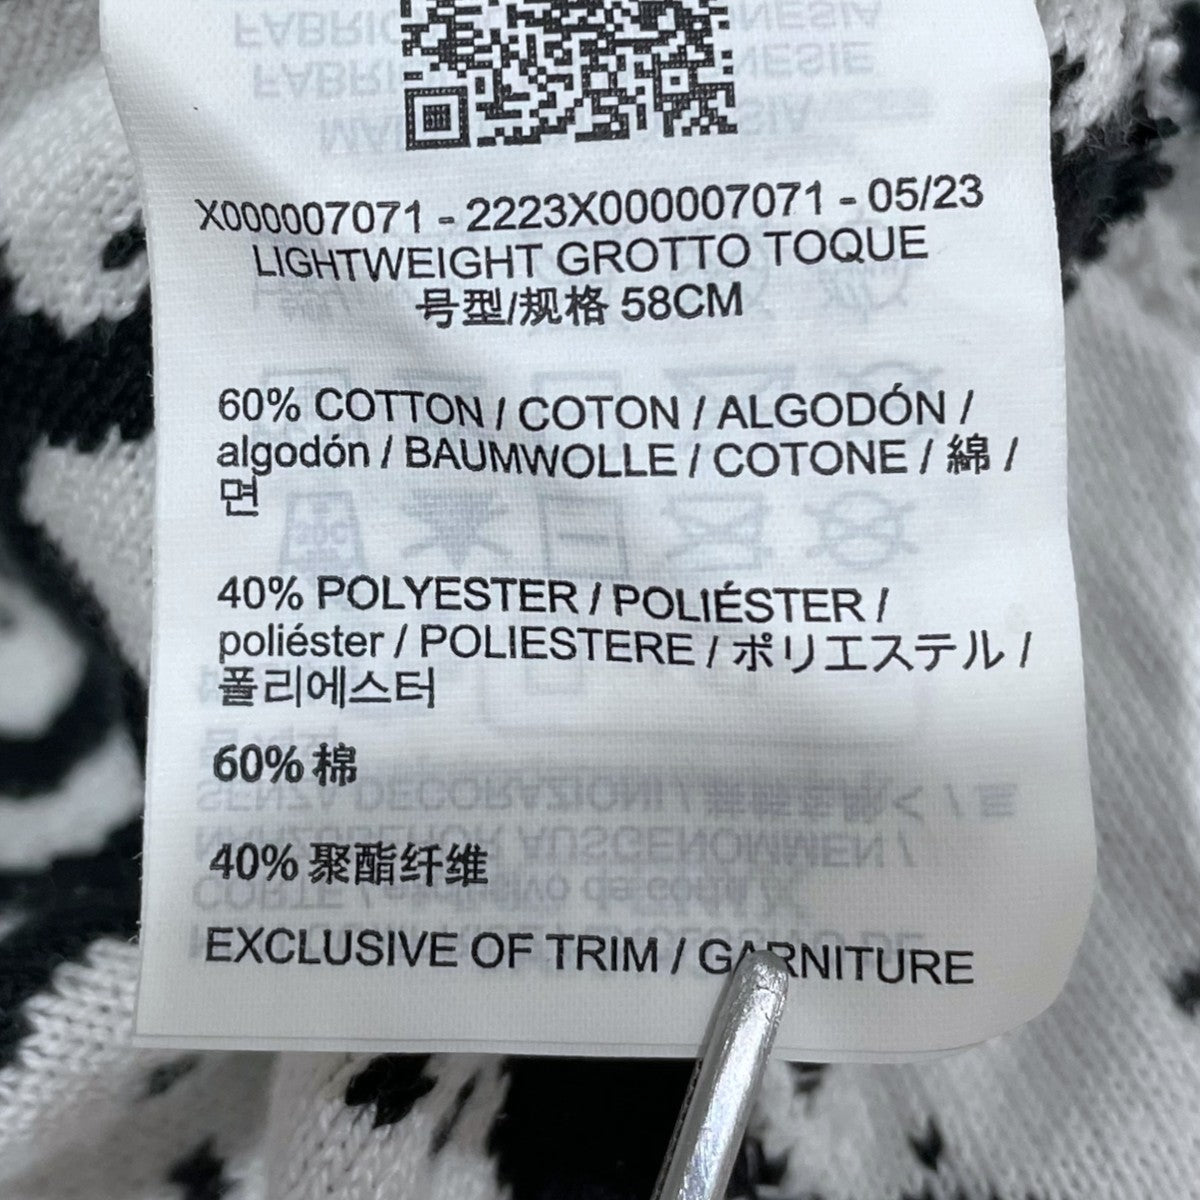 X000007071 - 2223X000007071 - 05/23
LIGHTWEIGHT GROTTO TOQUE
号型/规格 58CM
60% COTTON / COTON / ALGODÓN /
algodón / BAUMWOLLE / COTONE / 綿 /
면
40% POLYESTER / POLIÉSTER /
poliéster / POLIESTERE / ポリエステル /
폴리에스터
60% 棉
40% 聚酯纤维
EXCLUSIVE OF TRIM / GARNITURE